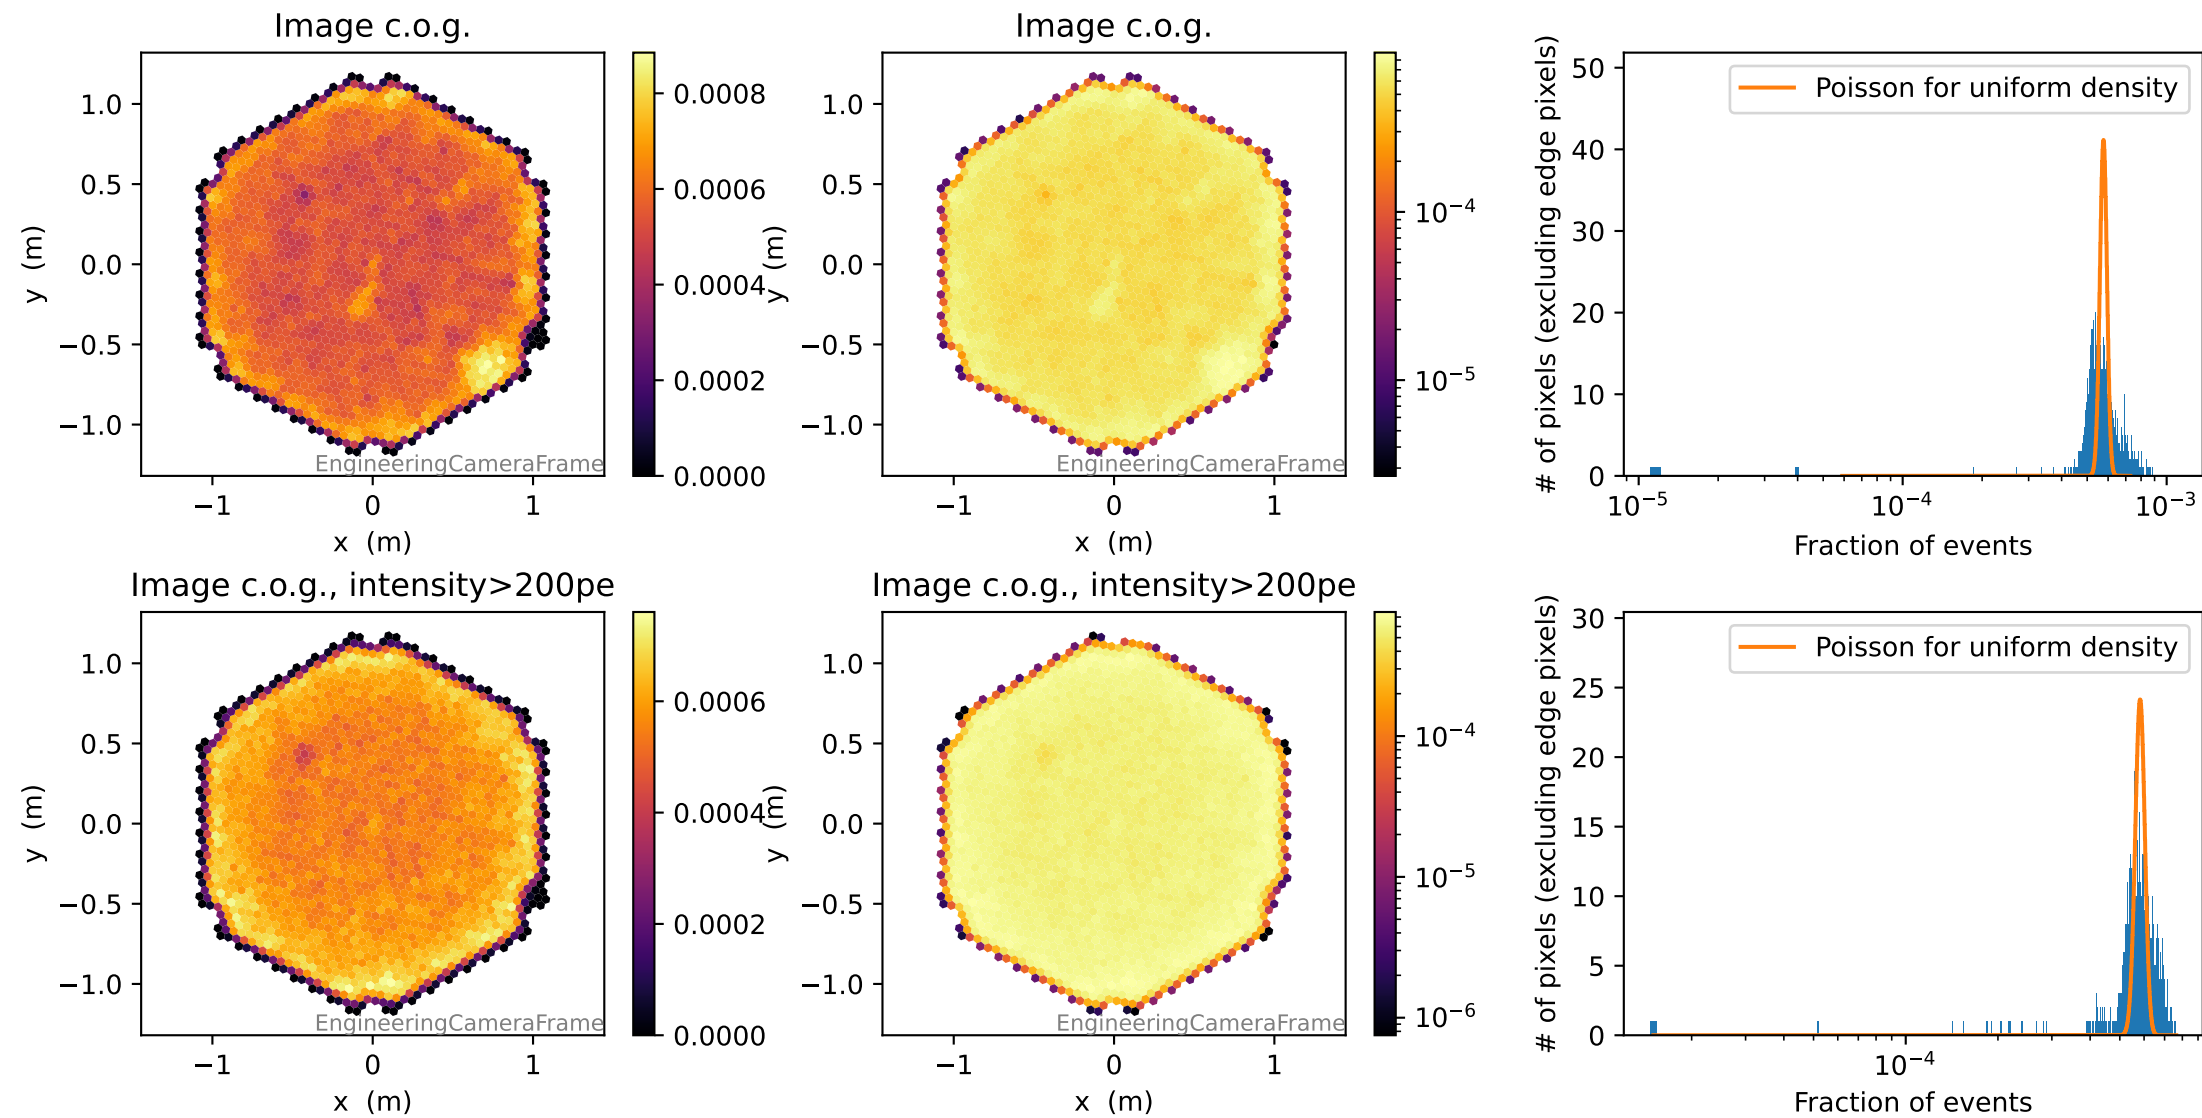 Image c.o.g.
Image c.o.g.
1.0
0.5
0.0
−0.5
−1.0
y (m)
−1
0
1
x (m)
EngineeringCameraFrame
0.0008
0.0006
0.0004
0.0002
0.0000
1.0
0.5
0.0
−0.5
−1.0
y (m)
−1
0
1
x (m)
EngineeringCameraFrame
10⁻⁴
10⁻⁵
# of pixels (excluding edge pixels)
50
40
30
20
10
0
Poisson for uniform density
10⁻⁵
10⁻⁴
10⁻³
Fraction of events
Image c.o.g., intensity>200pe
Image c.o.g., intensity>200pe
1.0
0.5
0.0
−0.5
−1.0
y (m)
−1
0
1
x (m)
EngineeringCameraFrame
0.0006
0.0004
0.0002
0.0000
1.0
0.5
0.0
−0.5
−1.0
y (m)
−1
0
1
x (m)
EngineeringCameraFrame
10⁻⁴
10⁻⁵
10⁻⁶
# of pixels (excluding edge pixels)
30
25
20
15
10
5
0
Poisson for uniform density
10⁻⁴
Fraction of events